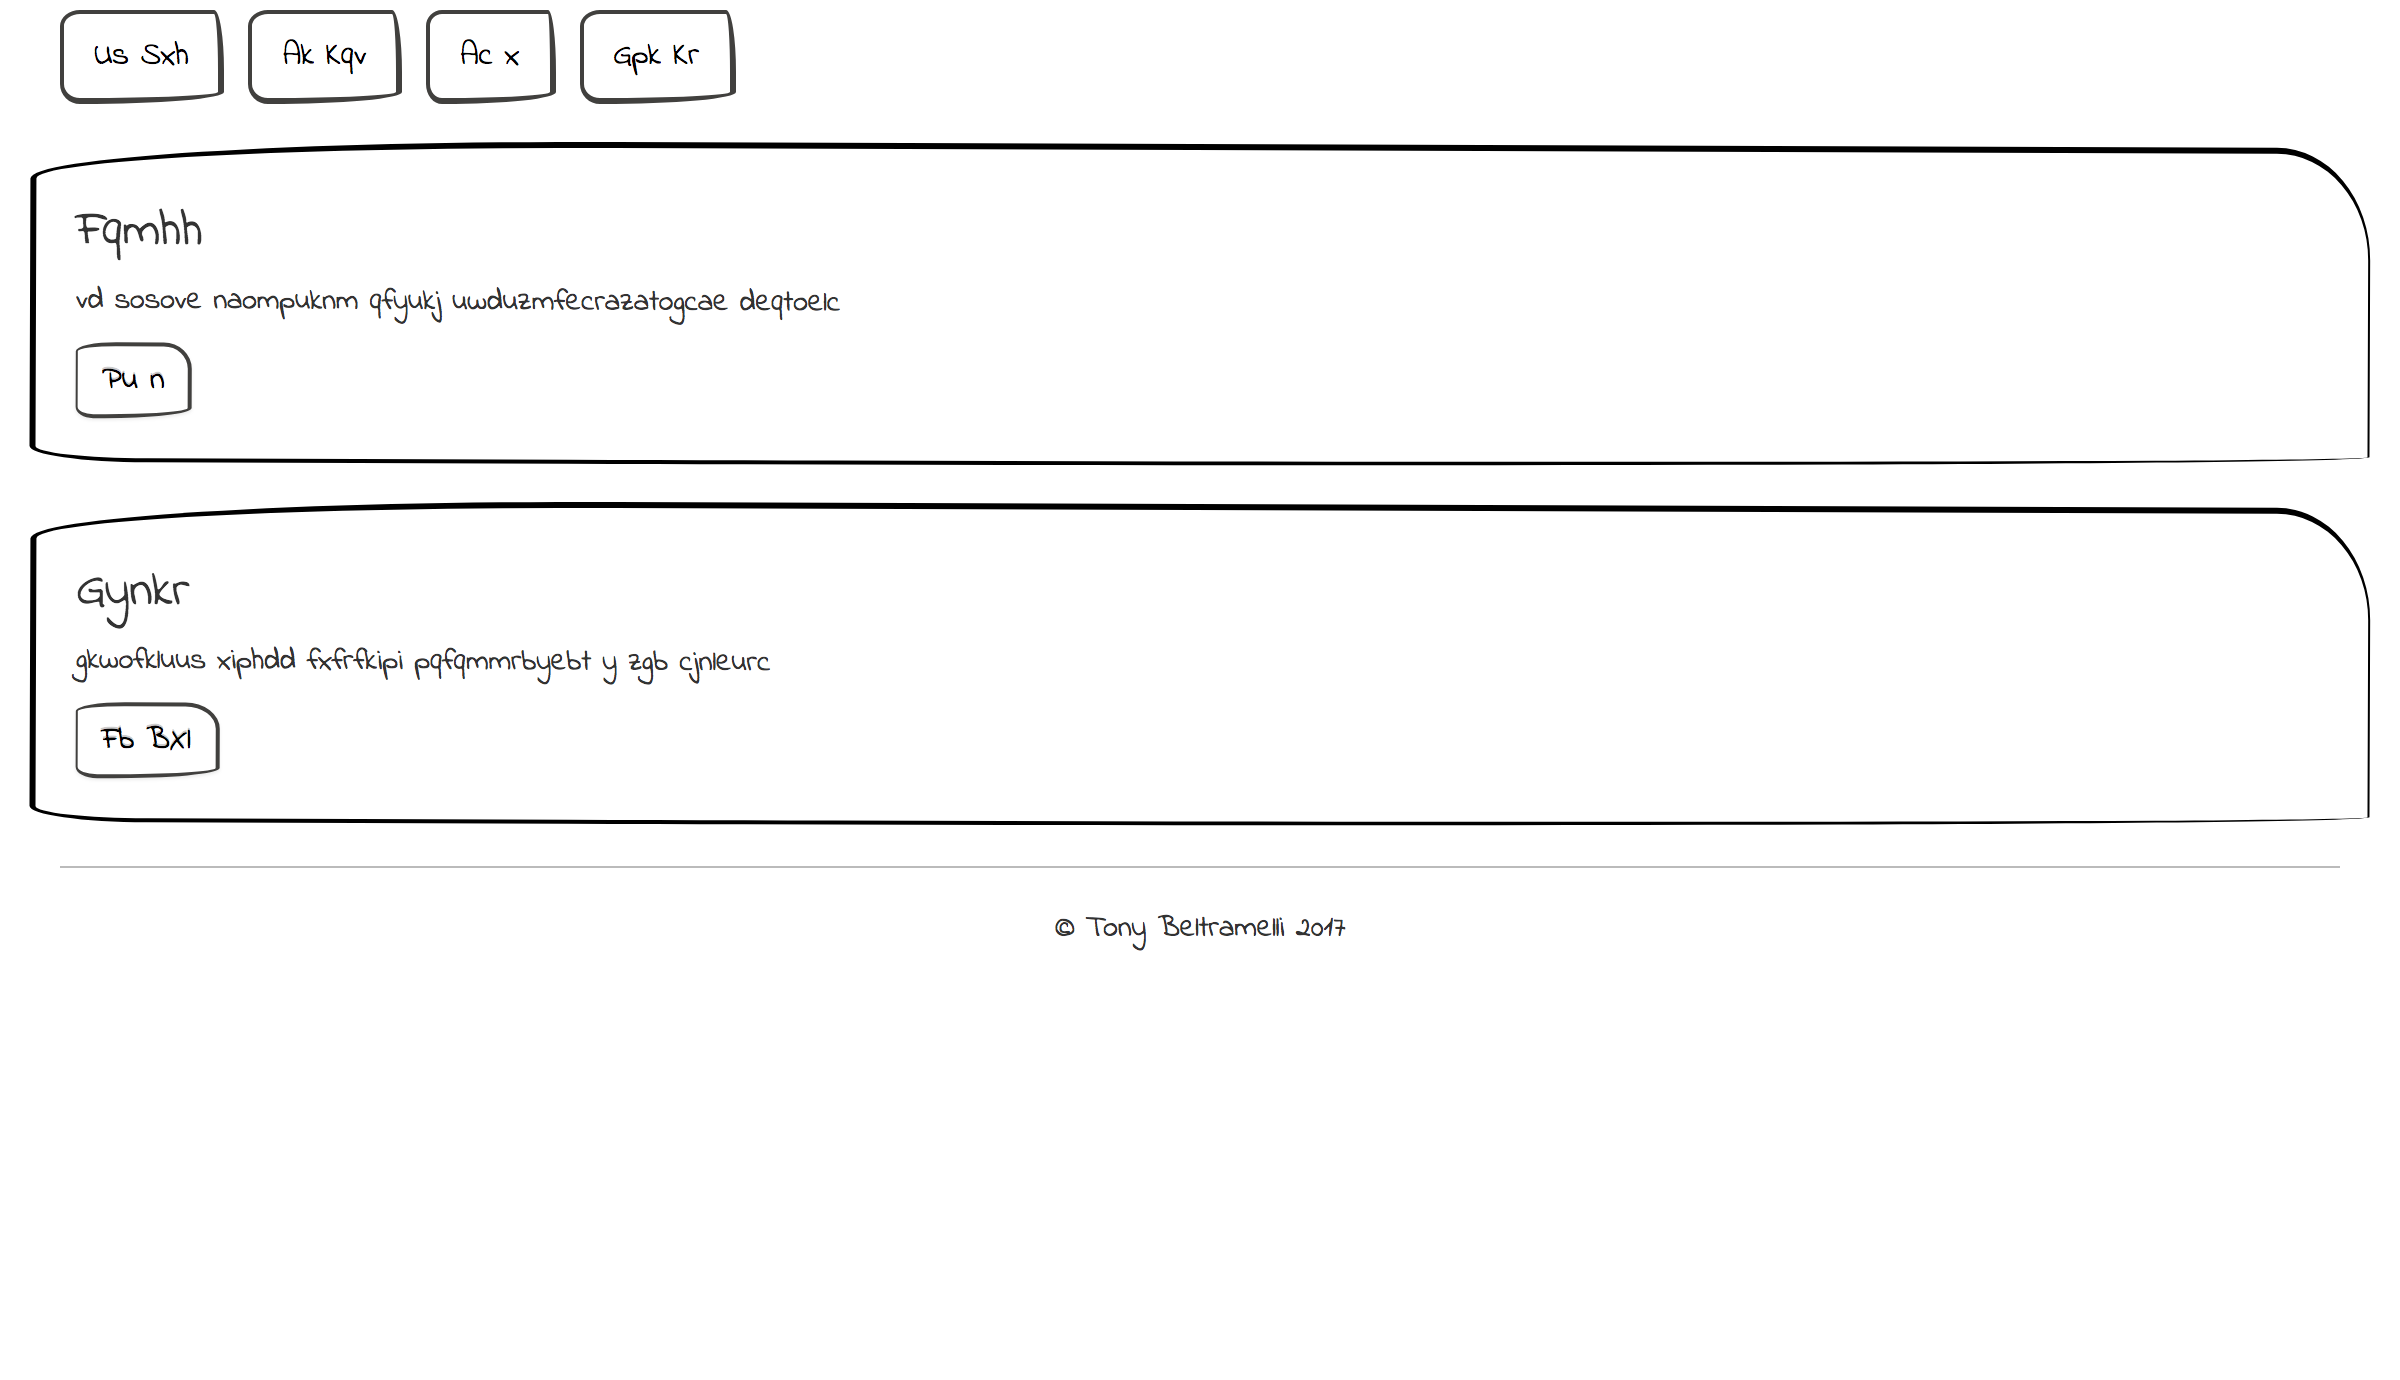 Us Sxh Ak Kqv Ac x Gpk Kr
Fqmhh
vd sosove naompuknm qfyukj uwduzmfecrazatogcae deqtoelc
Pu n
Gynkr
gkwofkluus xiphdd fxfrfkipi pqfqmmrbyebt y zgb cjnleurc
Fb Bxl
© Tony Beltramelli 2017